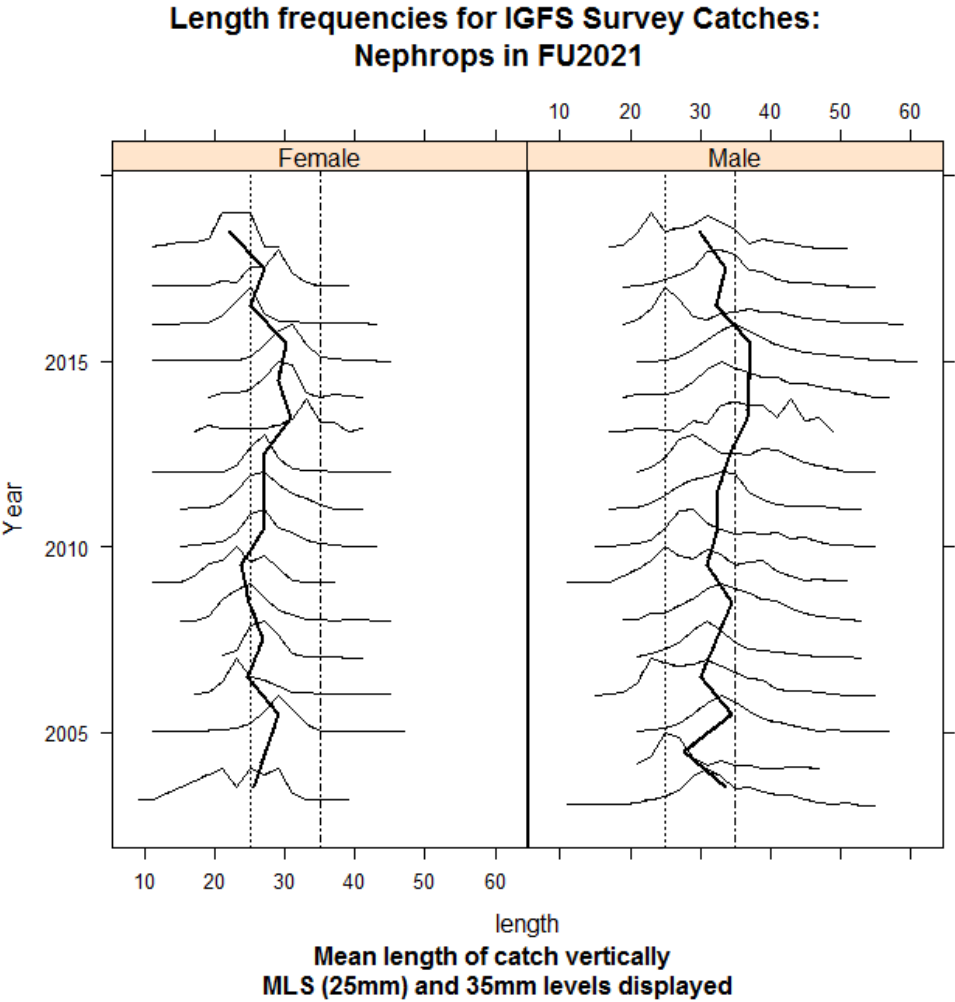 Length frequencies for IGFS Survey Catches:
Nephrops in FU2021
10 20 30 40 50 60
Female Male
2015
2010
2005
Year
10 20 30 40 50 60
length
Mean length of catch vertically
MLS (25mm) and 35mm levels displayed